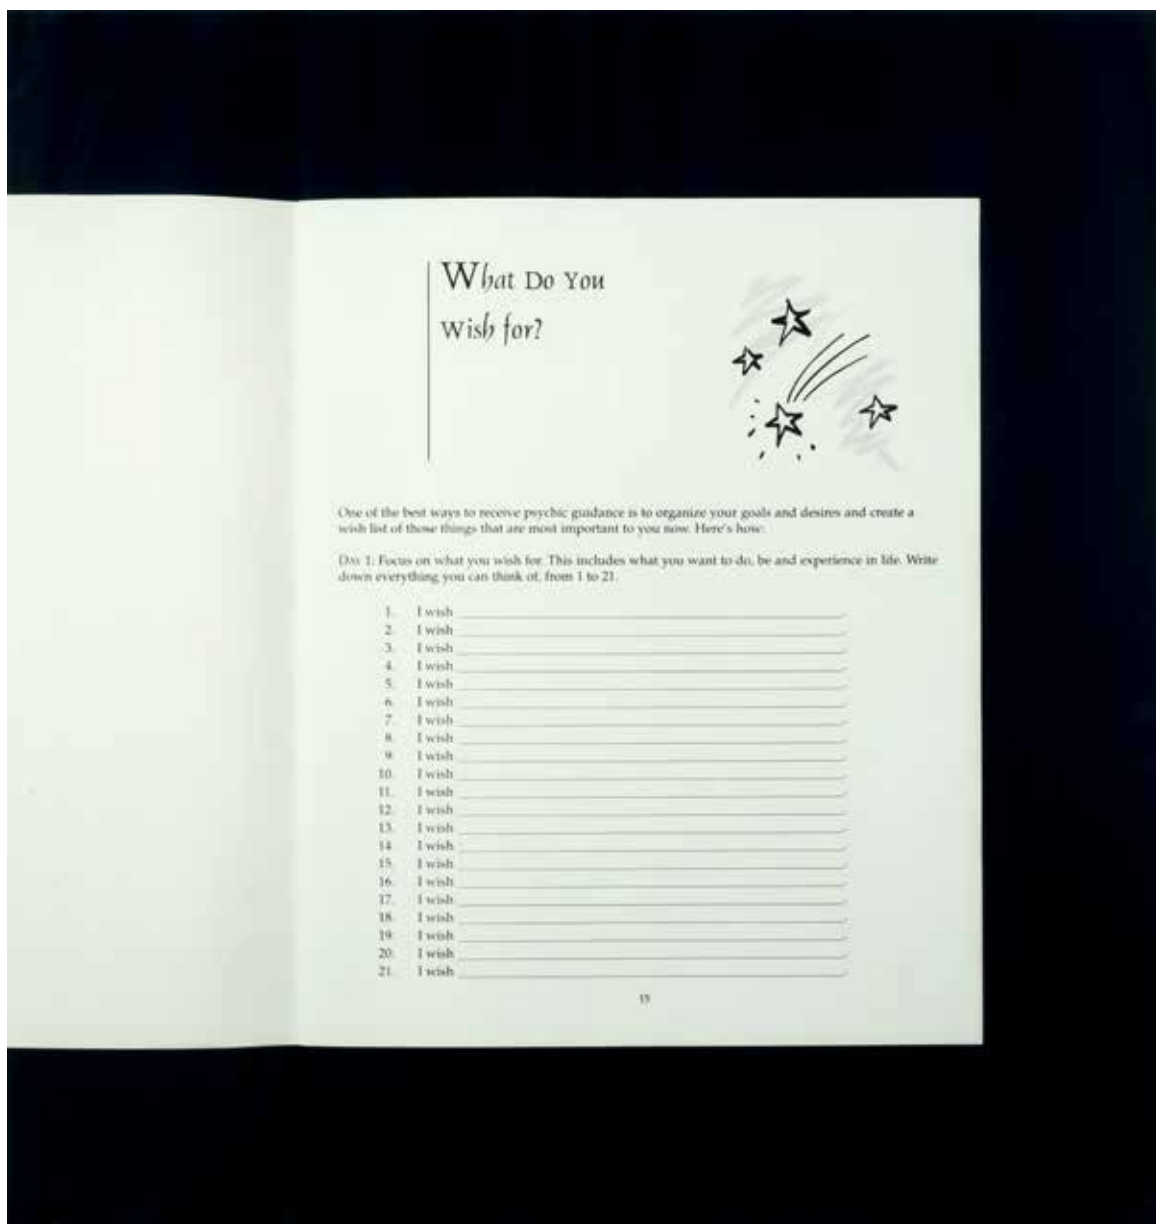 What Do You
Wish for?
One of the best ways to receive psychic guidance is to organize your goals and desires and create a
wish list of those things that are most important to you now. Here's how:
DAY 1: Focus on what you wish for. This includes what you want to do, be and experience in life. Write
down everything you can think of, from 1 to 21.
1. I wish
2. I wish
3. I wish
4. I wish
5. I wish
6. I wish
7. I wish
8. I wish
9. I wish
10. I wish
11. I wish
12. I wish
13. I wish
14. I wish
15. I wish
16. I wish
17. I wish
18. I wish
19. I wish
20. I wish
21. I wish
15